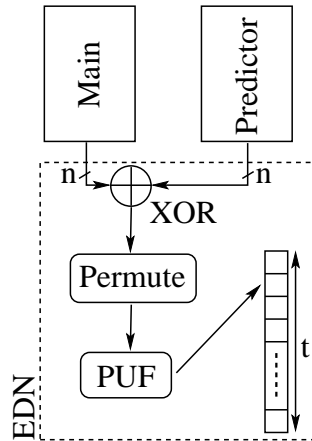 Main
Predictor
n
n
XOR
Permute
PUF
t
EDN